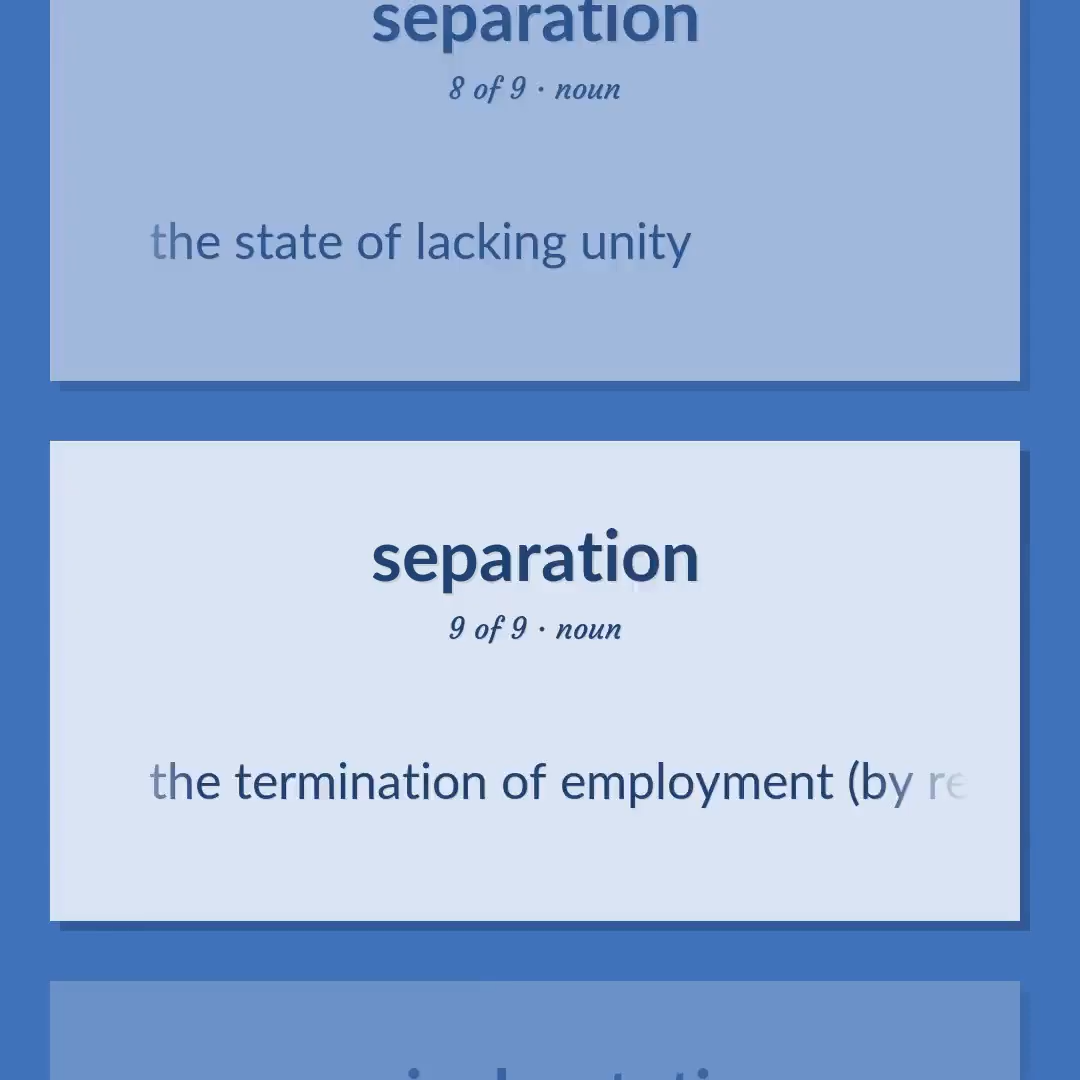 separation
8 of 9 · noun
the state of lacking unity
separation
9 of 9 · noun
the termination of employment (by re